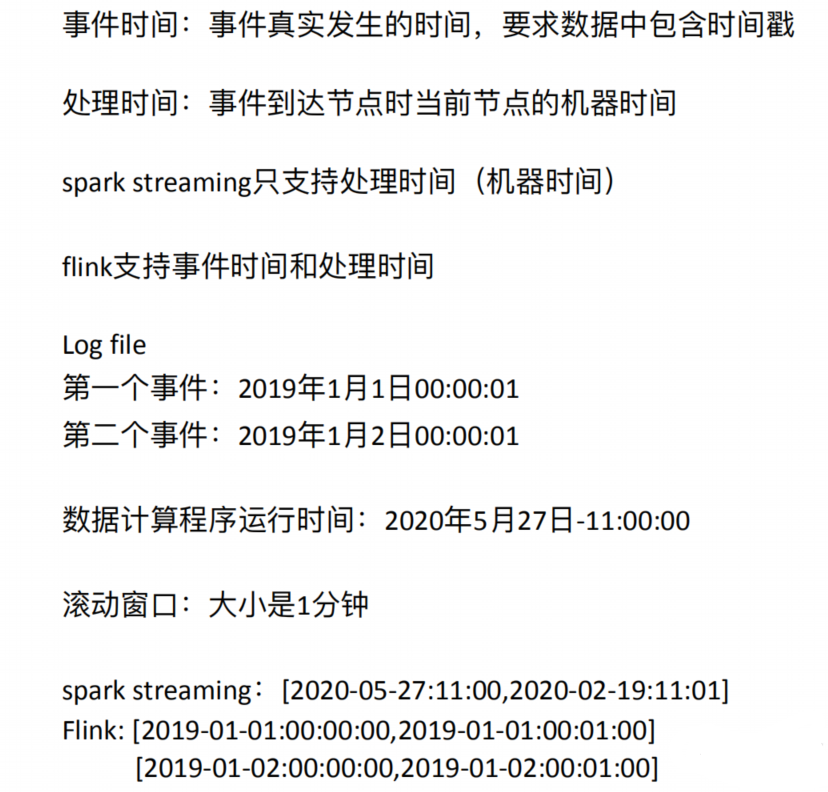 事件时间：事件真实发生的时间，要求数据中包含时间戳
处理时间：事件到达节点时当前节点的机器时间
spark streaming只支持处理时间（机器时间）
flink支持事件时间和处理时间
Log file
第一个事件：2019年1月1日00:00:01
第二个事件：2019年1月2日00:00:01
数据计算程序运行时间：2020年5月27日-11:00:00
滚动窗口：大小是1分钟
spark streaming：[2020-05-27:11:00,2020-02-19:11:01]
Flink: [2019-01-01:00:00:00,2019-01-01:00:01:00]
[2019-01-02:00:00:00,2019-01-02:00:01:00]